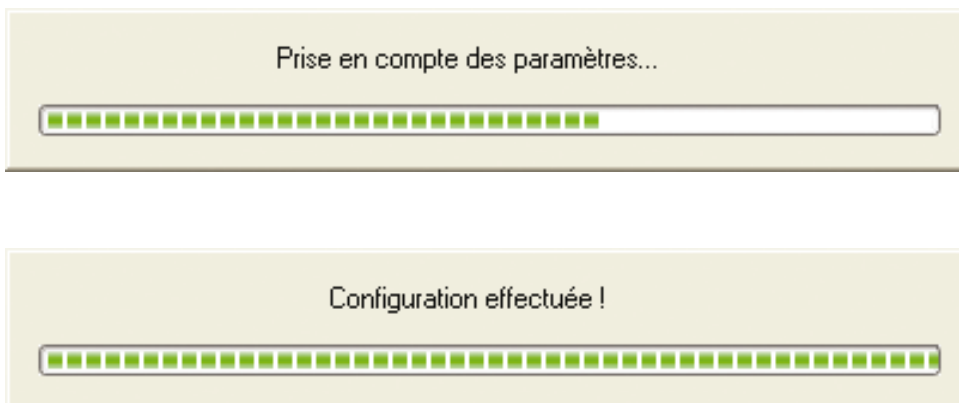 Prise en compte des paramètres...
Configuration effectuée !